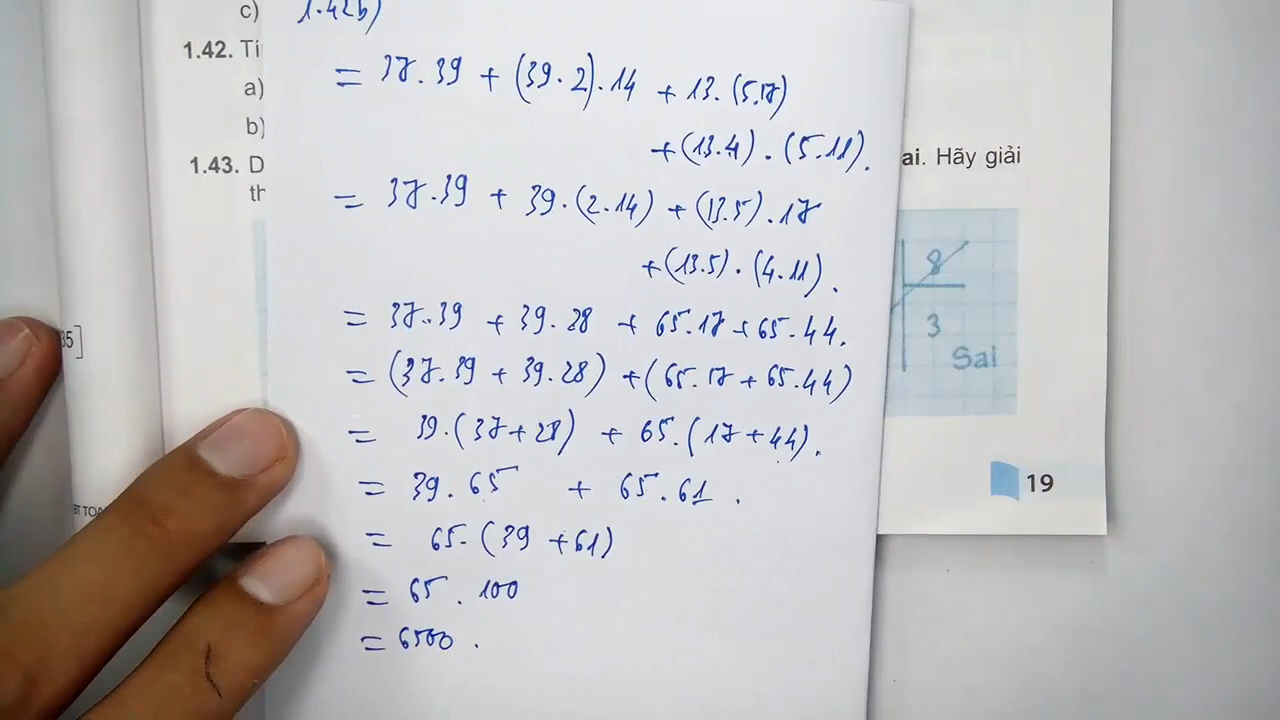 c)
1.42b)
1.42. Tí
a)
b)
1.43. D
th
= 37.39 + (39.2).14 + 13.(5.17)
+(13.4).(5.11).
= 37.39 + 39.(2.14) + (13.5).17
+(13.5).(4.11).
= 37.39 + 39.28 + 65.17 + 65.44.
= (37.39 + 39.28) + (65.17 + 65.44)
= 39.(37+28) + 65.(17+44).
= 39.65 + 65.61.
= 65.(39+61)
= 65.100
= 6500.
ai. Hãy giải
8
3
Sai
19
35]
BT TOÁ